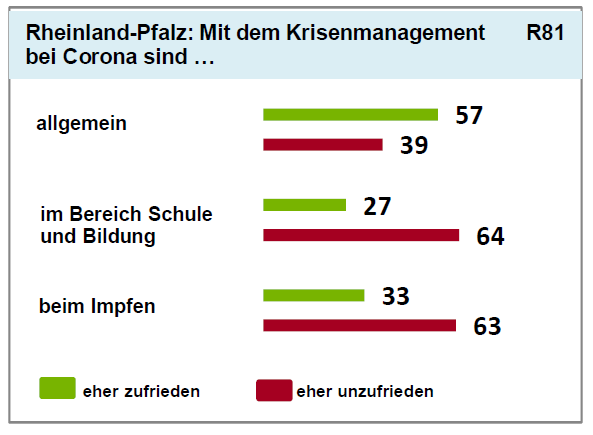 Rheinland-Pfalz: Mit dem Krisenmanagement R81
bei Corona sind …
allgemein
57
39
im Bereich Schule
und Bildung
27
64
beim Impfen
33
63
eher zufrieden eher unzufrieden